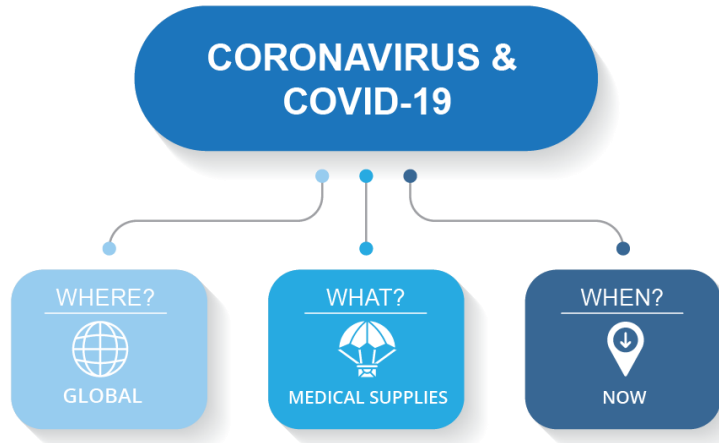 CORONAVIRUS &
COVID-19
WHERE?
GLOBAL
WHAT?
MEDICAL SUPPLIES
WHEN?
NOW